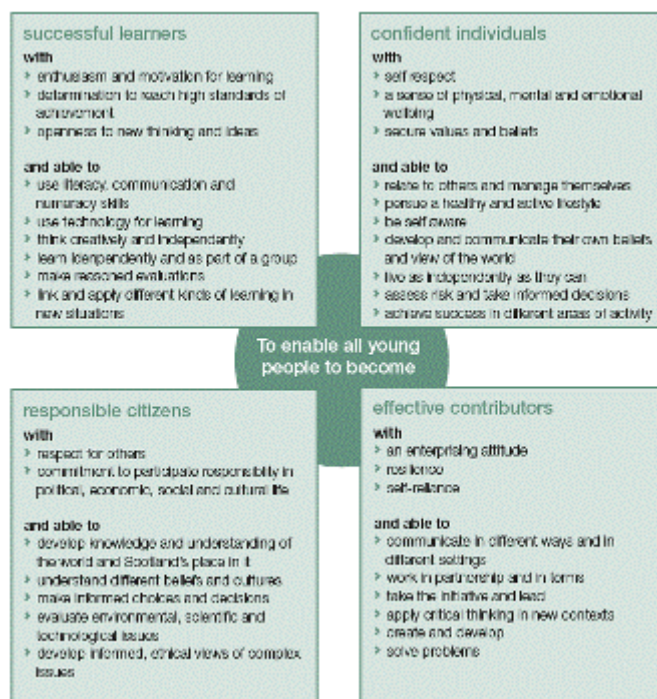 successful learners
with
› enthusiasm and motivation for learning
› determination to reach high standards of
achievement
› openness to new thinking and ideas
and able to
› use literacy, communication and
numeracy skills
› use technology for learning
› think creatively and independently
› learn idenpendently and as part of a group
› make reasoned evaluations
› link and apply different kinds of learning in
new situations
confident individuals
with
› self respect
› a sense of physical, mental and emotional
wellbing
› secure values and beliefs
and able to
› relate to others and manage themselves
› persue a healthy and active lifestyle
› be self aware
› develop and communicate their own beliefs
and view of the world
› live as independently as they can
› assess risk and take informed decisions
› achieve success in different areas of activity
To enable all young
people to become
responsible citizens
with
› respect for others
› commitment to participate responsiblity in
political, economic, social and cultural life
and able to
› develop knowledge and understanding of
the world and Scotland's place in it
› understand different beliefs and cultures
› make informed choices and decisions
› evaluate environmental, scientific and
technological issues
› develop informed, ethical views of complex
issues
effective contributors
with
› an enterprising attitude
› resilience
› self-reliance
and able to
› communicate in different ways and in
different settings
› work in partnership and in terms
› take the initiative and lead
› apply critical thinking in new contexts
› create and develop
› solve problems